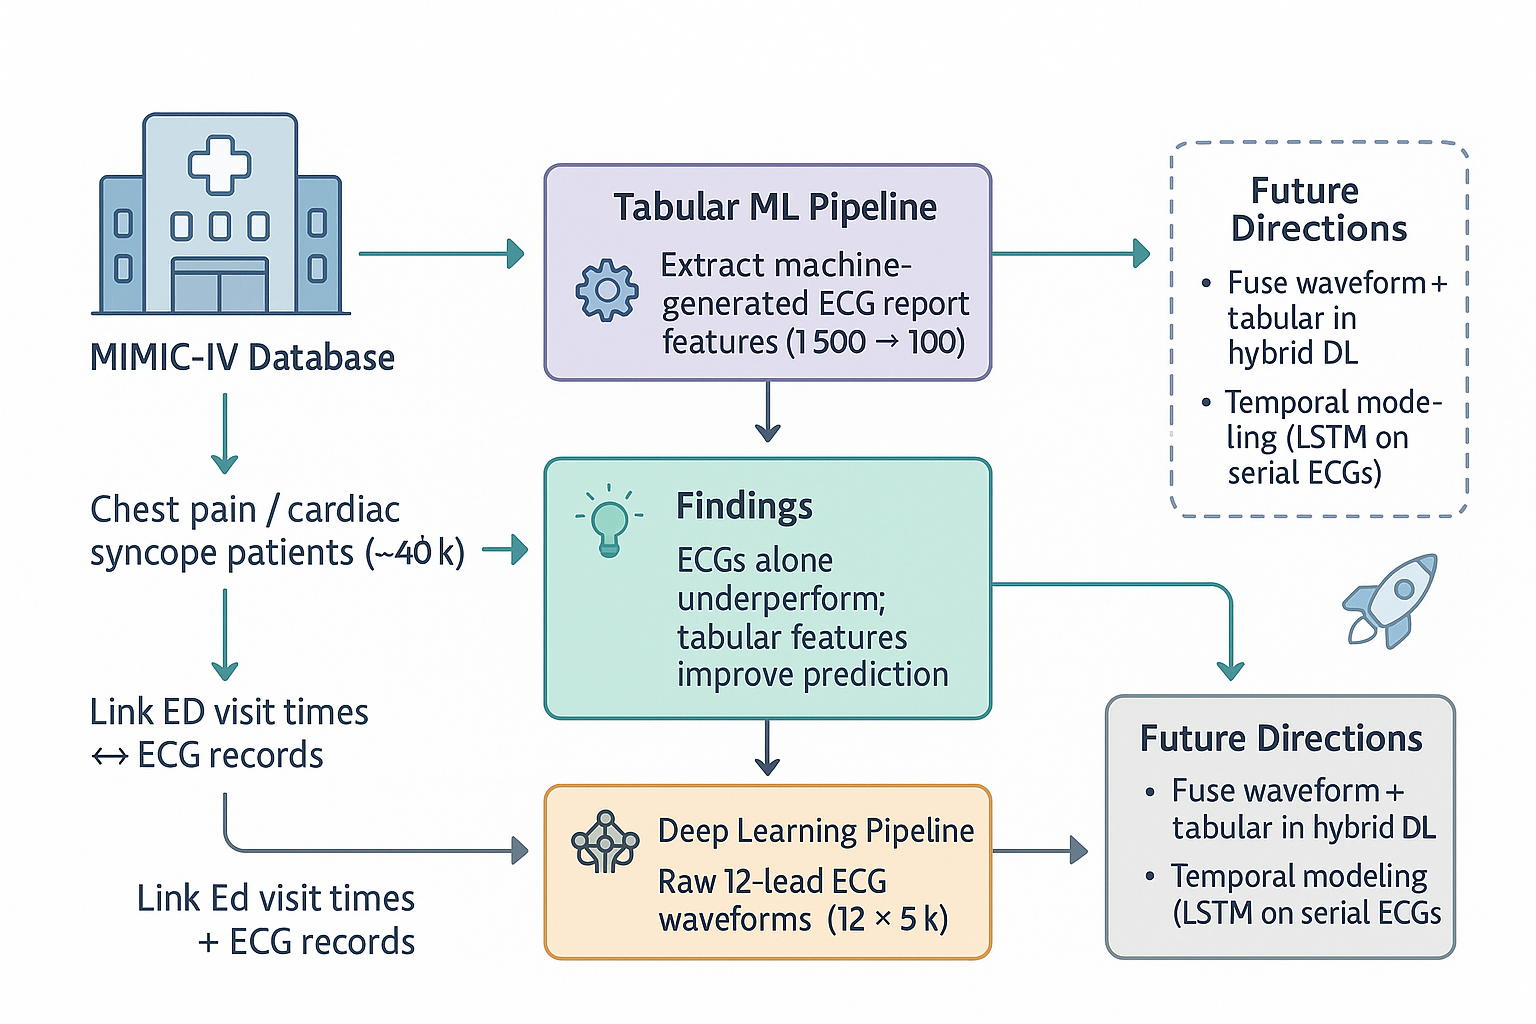 MIMIC-IV Database
Chest pain / cardiac
syncope patients (~40 k)
Link ED visit times
↔ ECG records
Link Ed visit times
+ ECG records
Tabular ML Pipeline
Extract machine-
generated ECG report
features (1 500 → 100)
Findings
ECGs alone
underperform;
tabular features
improve prediction
Deep Learning Pipeline
Raw 12-lead ECG
waveforms (12 × 5 k)
Future
Directions
• Fuse waveform +
tabular in
hybrid DL
• Temporal mode-
ling (LSTM on
serial ECGs)
Future Directions
• Fuse waveform +
tabular in hybrid DL
• Temporal modeling
(LSTM on serial ECGs